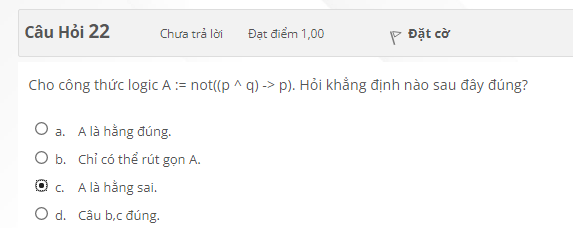 Câu Hỏi 22 Chưa trả lời Đạt điểm 1,00 Đặt cờ
Cho công thức logic A := not((p ^ q) -> p). Hỏi khẳng định nào sau đây đúng?
a. A là hằng đúng.
b. Chỉ có thể rút gọn A.
c. A là hằng sai.
d. Câu b,c đúng.